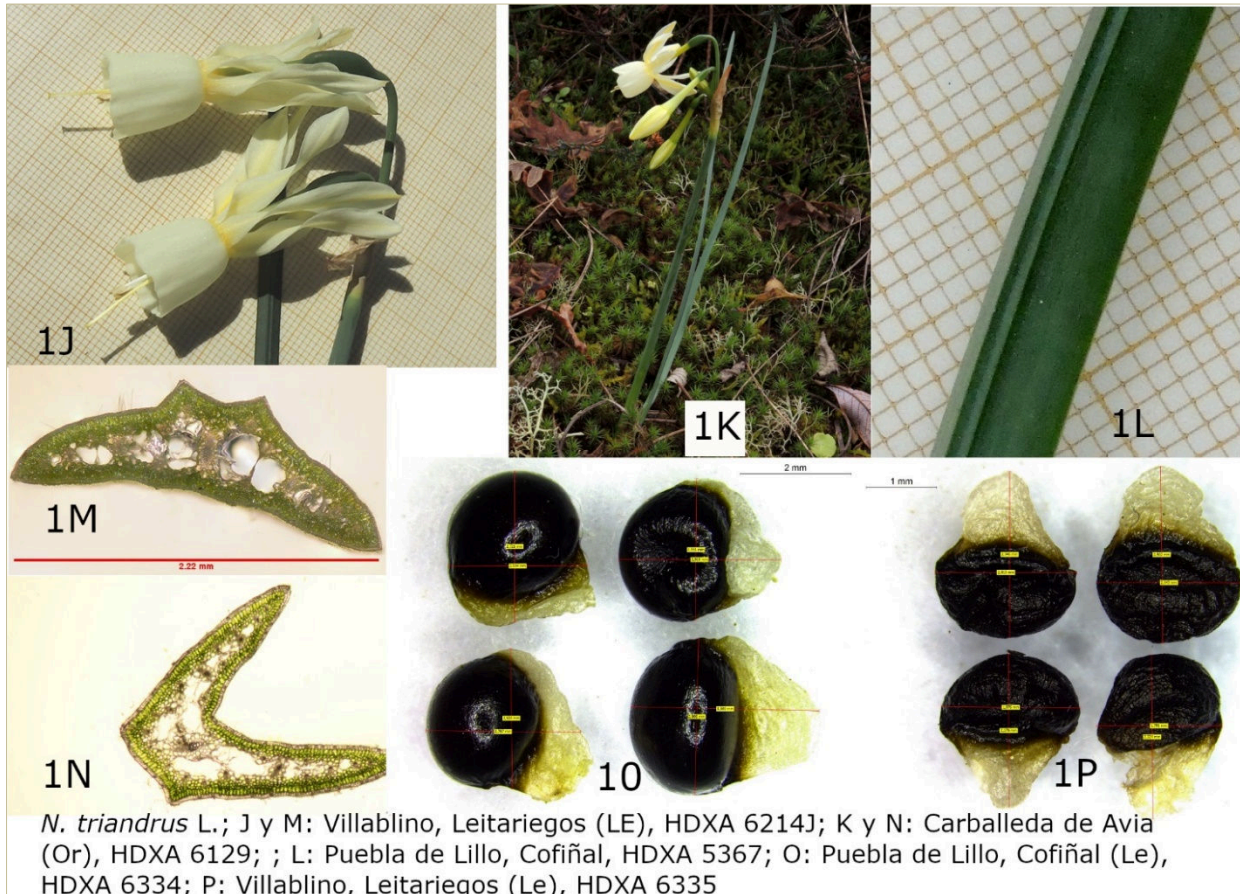 1J
1K
1L
1M
2.22 mm
2 mm
1 mm
1N
10
1P
N. triandrus L.; J y M: Villablino, Leitariegos (LE), HDXA 6214J; K y N: Carballeda de Avia
(Or), HDXA 6129; ; L: Puebla de Lillo, Cofiñal, HDXA 5367; O: Puebla de Lillo, Cofiñal (Le),
HDXA 6334; P: Villablino, Leitariegos (Le), HDXA 6335